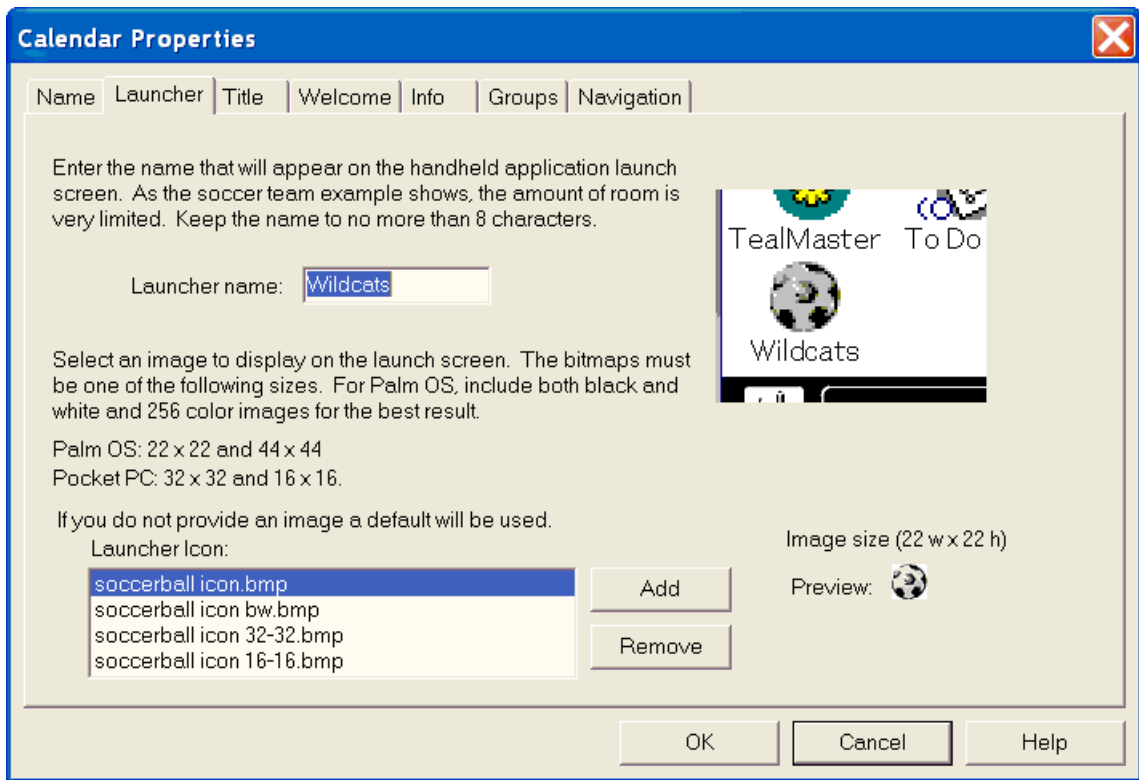 Calendar Properties
Name Launcher Title Welcome Info Groups Navigation
Enter the name that will appear on the handheld application launch
screen. As the soccer team example shows, the amount of room is
very limited. Keep the name to no more than 8 characters.
TealMaster To Do
Launcher name: Wildcats
Wildcats
Select an image to display on the launch screen. The bitmaps must
be one of the following sizes. For Palm OS, include both black and
white and 256 color images for the best result.
Palm OS: 22 x 22 and 44 x 44
Pocket PC: 32 x 32 and 16 x 16.
If you do not provide an image a default will be used.
Launcher Icon:
soccerball icon.bmp
soccerball icon bw.bmp
soccerball icon 32-32.bmp
soccerball icon 16-16.bmp
Add
Remove
Image size (22 w x 22 h)
Preview:
OK Cancel Help